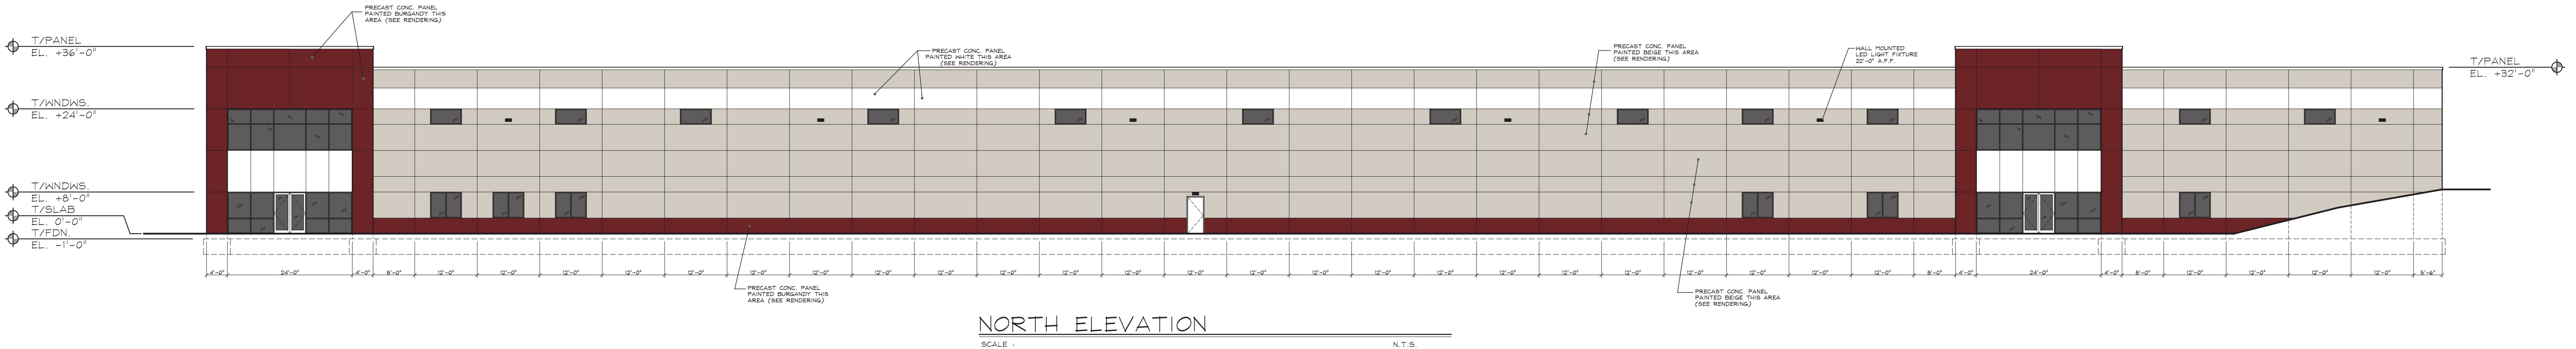 PRECAST CONC. PANEL
PAINTED BURGANDY THIS
AREA (SEE RENDERING)
T/PANEL
EL. +36'-0"
PRECAST CONC. PANEL
PAINTED WHITE THIS AREA
(SEE RENDERING)
PRECAST CONC. PANEL
PAINTED BEIGE THIS AREA
(SEE RENDERING)
WALL MOUNTED
LED LIGHT FIXTURE
22'-0" A.F.F.
T/PANEL
EL. +32'-0"
T/WNDWS.
EL. +24'-0"
T/WNDWS.
EL. +8'-0"
T/SLAB
EL. 0'-0"
T/FDN.
EL. -1'-0"
4'-0" 24'-0" 4'-0" 8'-0" 12'-0" 12'-0" 12'-0" 12'-0" 12'-0" 12'-0" 12'-0" 12'-0" 12'-0" 12'-0" 12'-0" 12'-0" 12'-0" 12'-0" 12'-0" 12'-0" 12'-0" 12'-0" 12'-0" 12'-0" 12'-0" 12'-0" 12'-0" 12'-0" 8'-0" 4'-0" 24'-0" 4'-0" 8'-0" 12'-0" 12'-0" 12'-0" 12'-0" 5'-6"
PRECAST CONC. PANEL
PAINTED BURGANDY THIS
AREA (SEE RENDERING)
PRECAST CONC. PANEL
PAINTED BEIGE THIS AREA
(SEE RENDERING)
NORTH ELEVATION
SCALE : N.T.S.